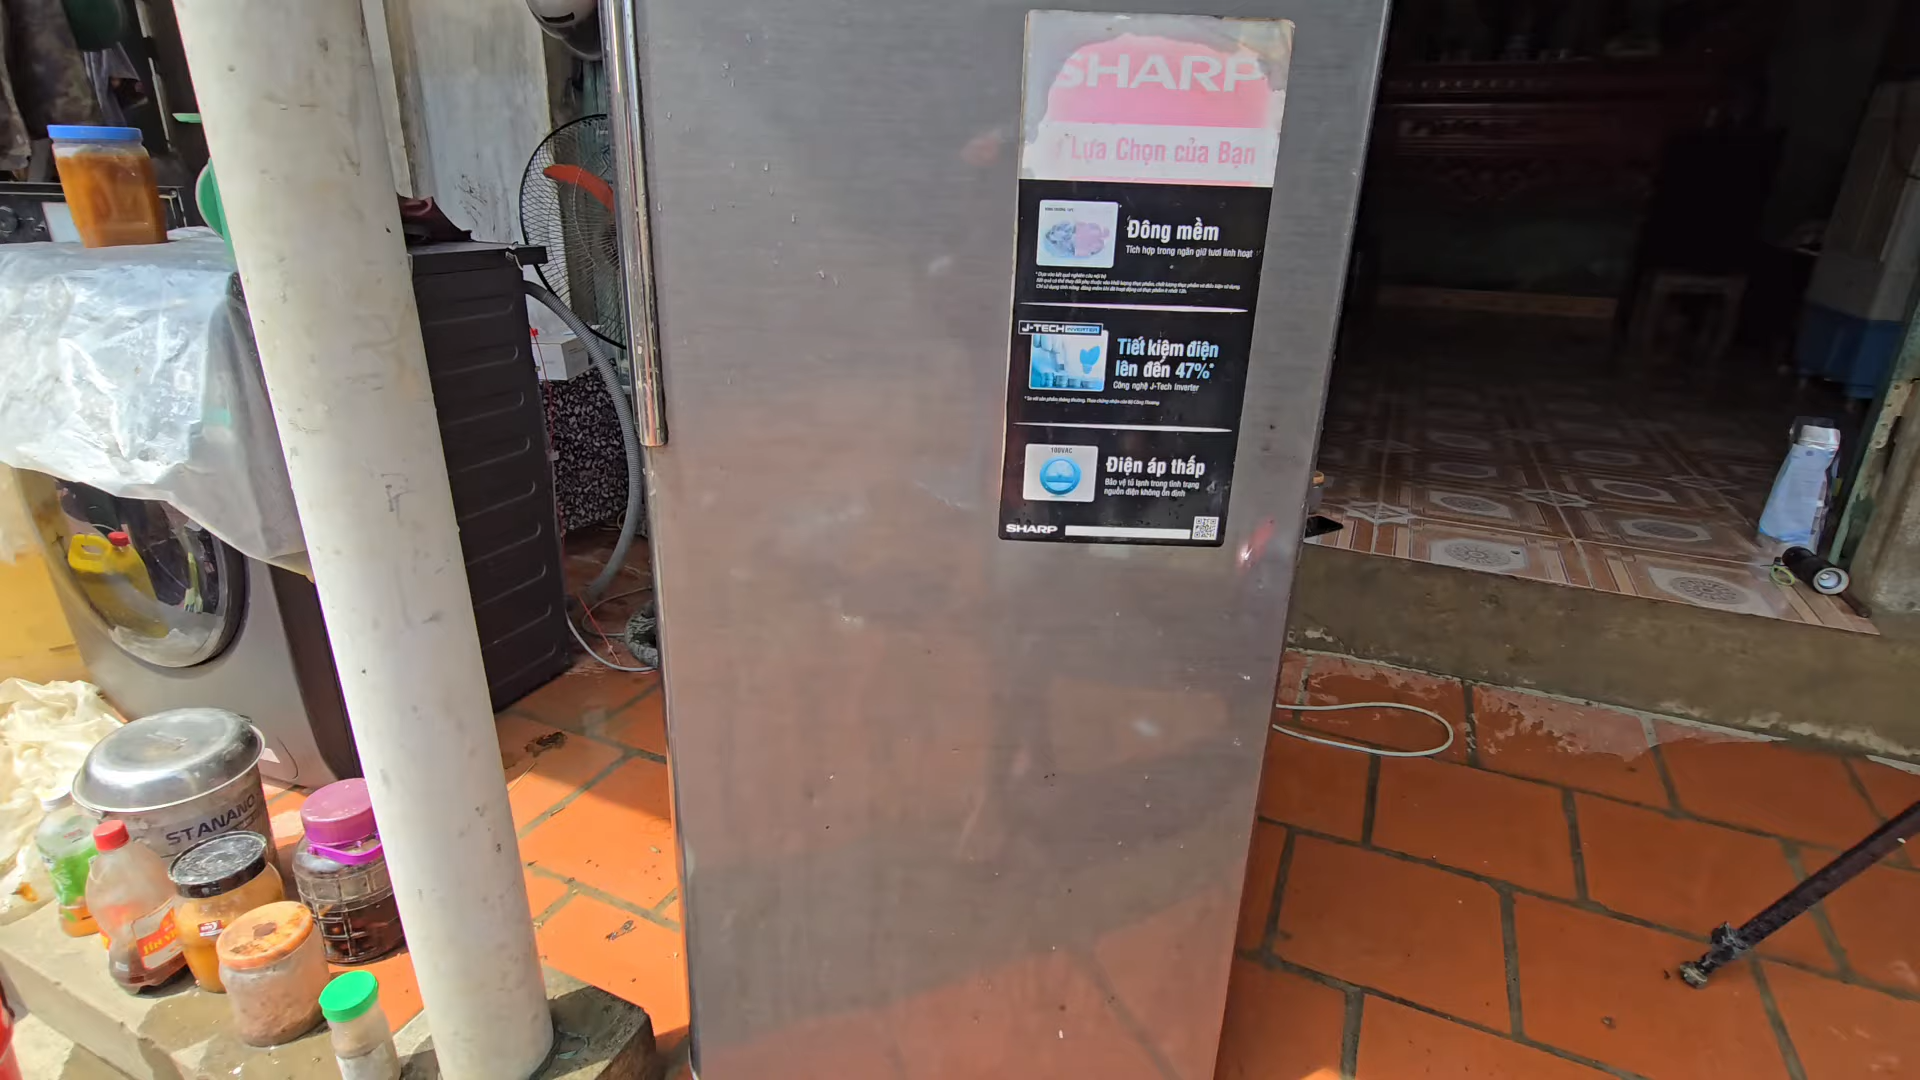 SHARP
Lựa Chọn của Bạn
Đông mềm
Tích hợp trong ngăn giữ tươi linh hoạt
J-TECH INVERTER
Tiết kiệm điện
lên đến 47%*
Công nghệ J-Tech Inverter
100VAC
Điện áp thấp
Bảo vệ tủ lạnh trong tình trạng
nguồn điện không ổn định
SHARP
STANANO